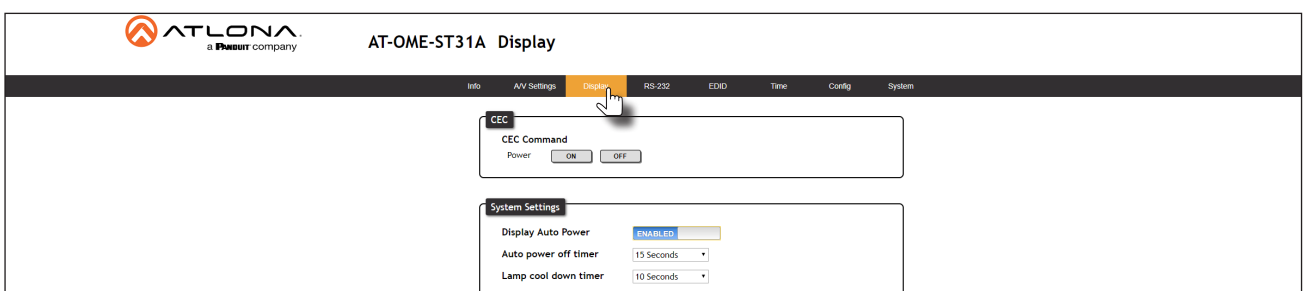 ATLONA.
a PANDUIT company
AT-OME-ST31A Display
Info A/V Settings Display RS-232 EDID Time Config System
CEC
CEC Command
Power ON OFF
System Settings
Display Auto Power ENABLED
Auto power off timer 15 Seconds
Lamp cool down timer 10 Seconds